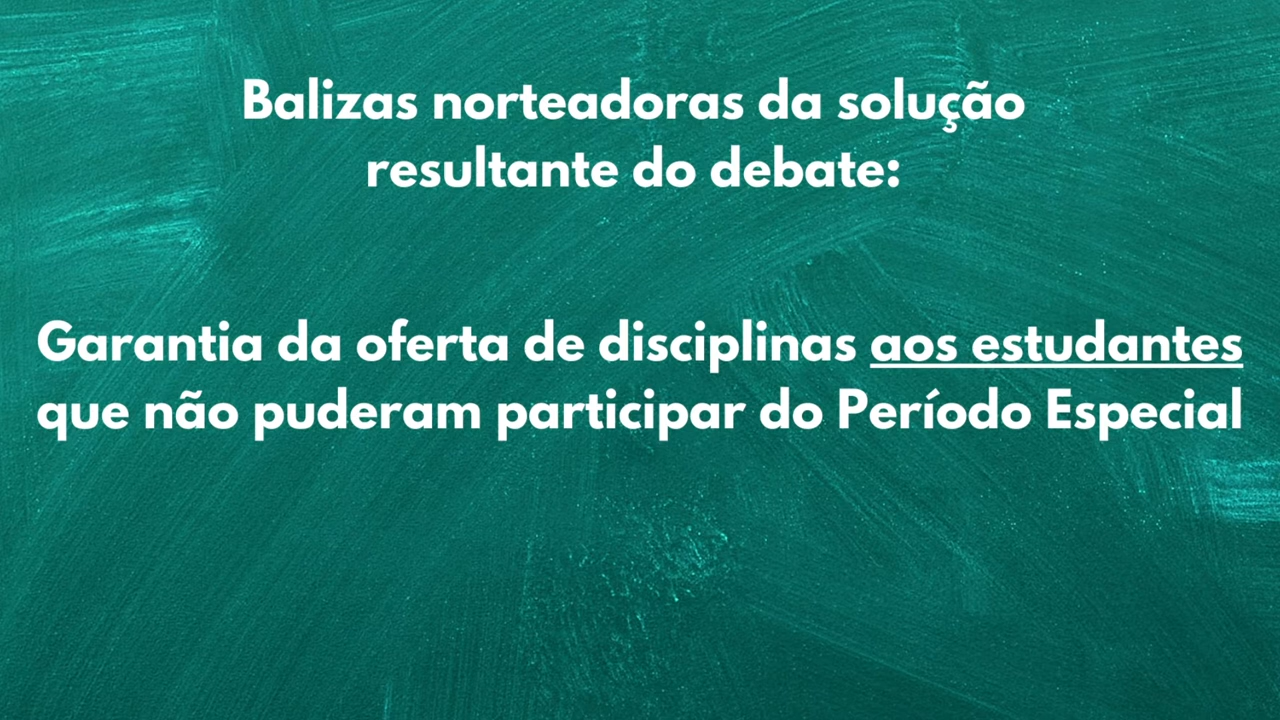 Balizas norteadoras da solução
resultante do debate:
Garantia da oferta de disciplinas aos estudantes
que não puderam participar do Período Especial